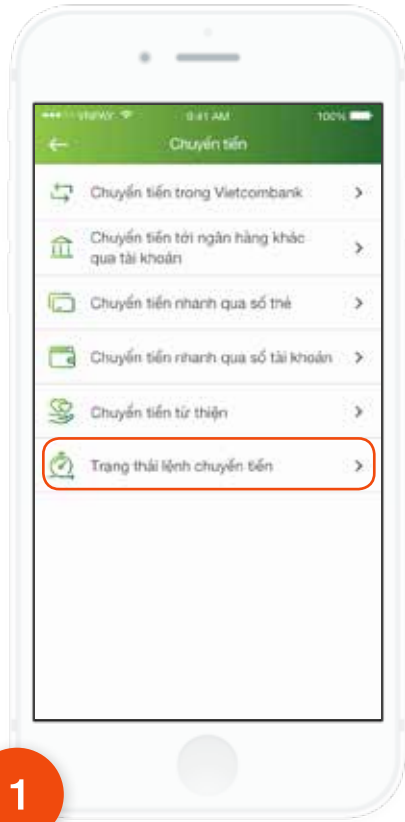 VNPAY 9:41 AM 100%
Chuyển tiền
Chuyển tiền trong Vietcombank
Chuyển tiền tới ngân hàng khác
qua tài khoản
Chuyển tiền nhanh qua số thẻ
Chuyển tiền nhanh qua số tài khoản
Chuyển tiền từ thiện
Trạng thái lệnh chuyển tiền
1